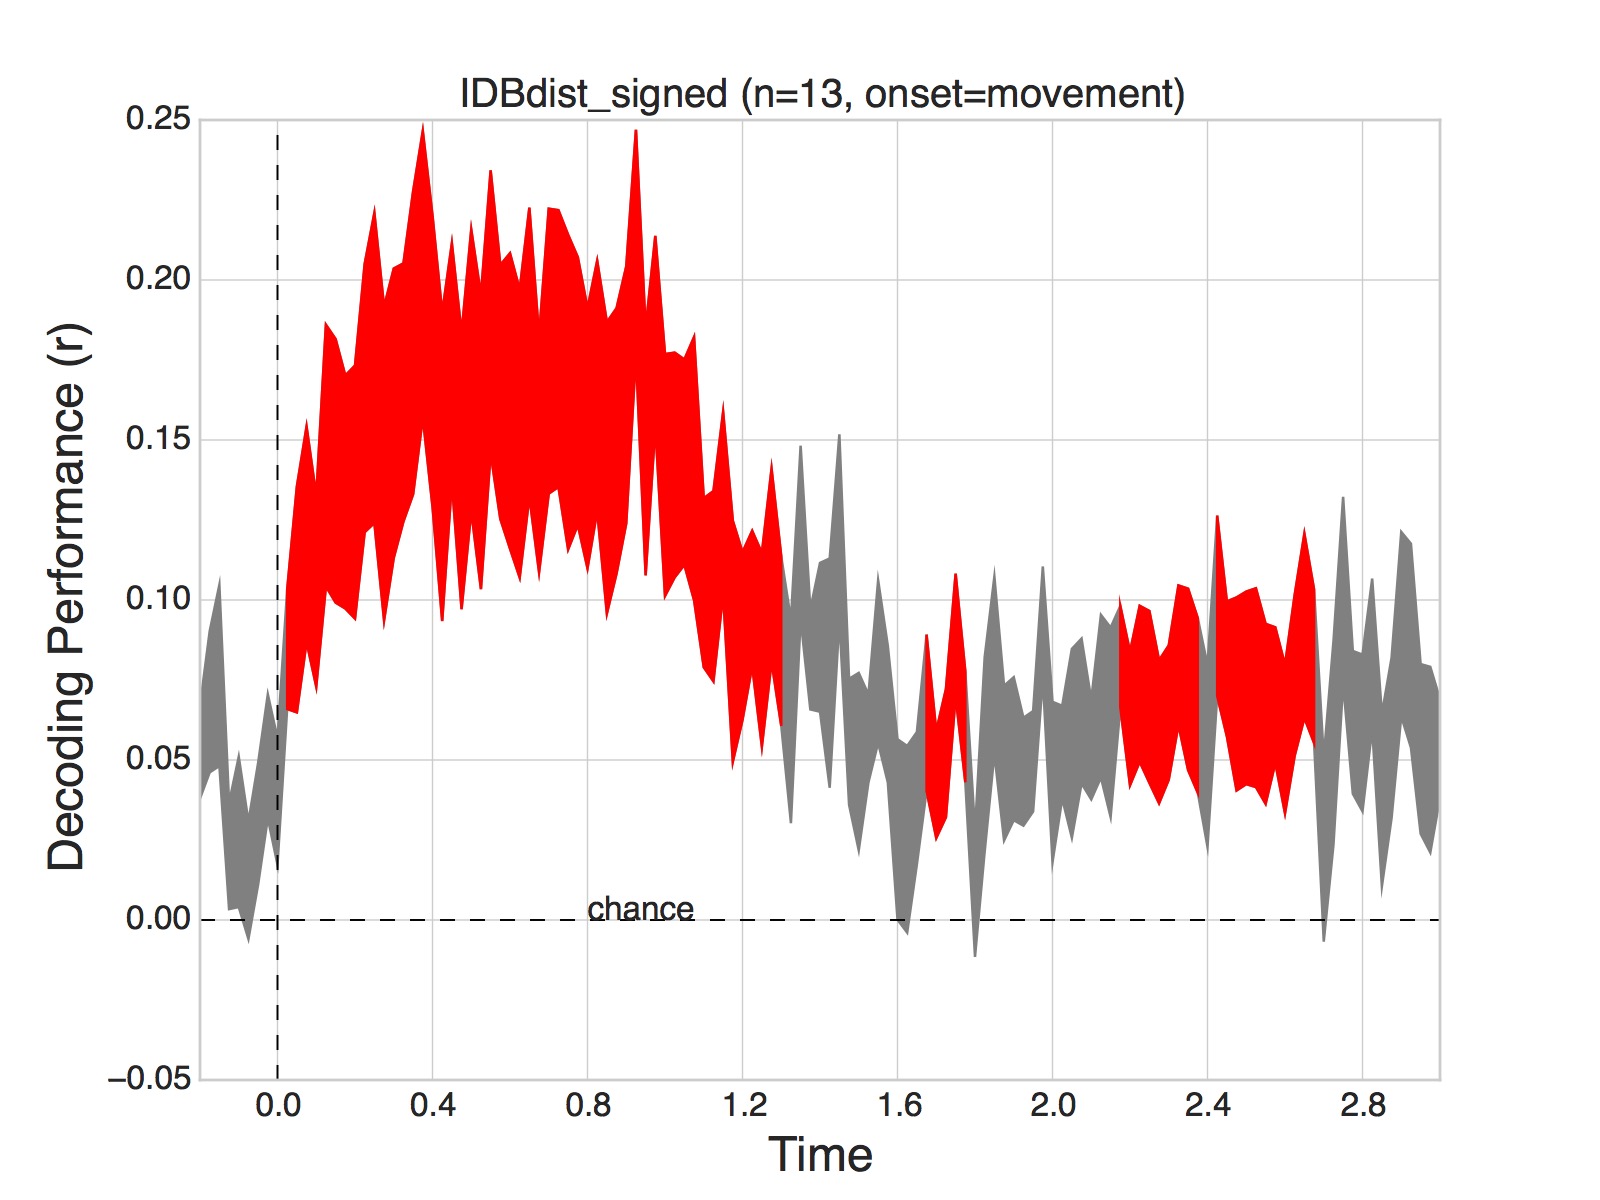 IDBdist_signed (n=13, onset=movement)
Decoding Performance (r)
0.25
0.20
0.15
0.10
0.05
0.00
−0.05
chance
0.0 0.4 0.8 1.2 1.6 2.0 2.4 2.8
Time